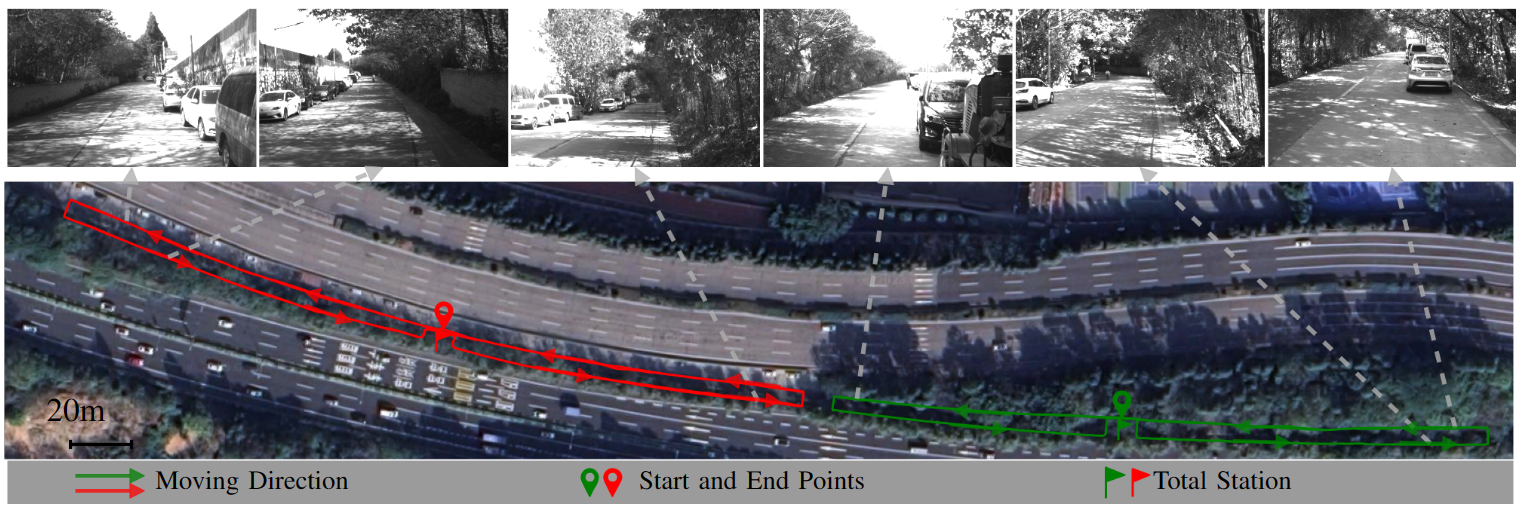 20m
Moving Direction
Start and End Points
Total Station